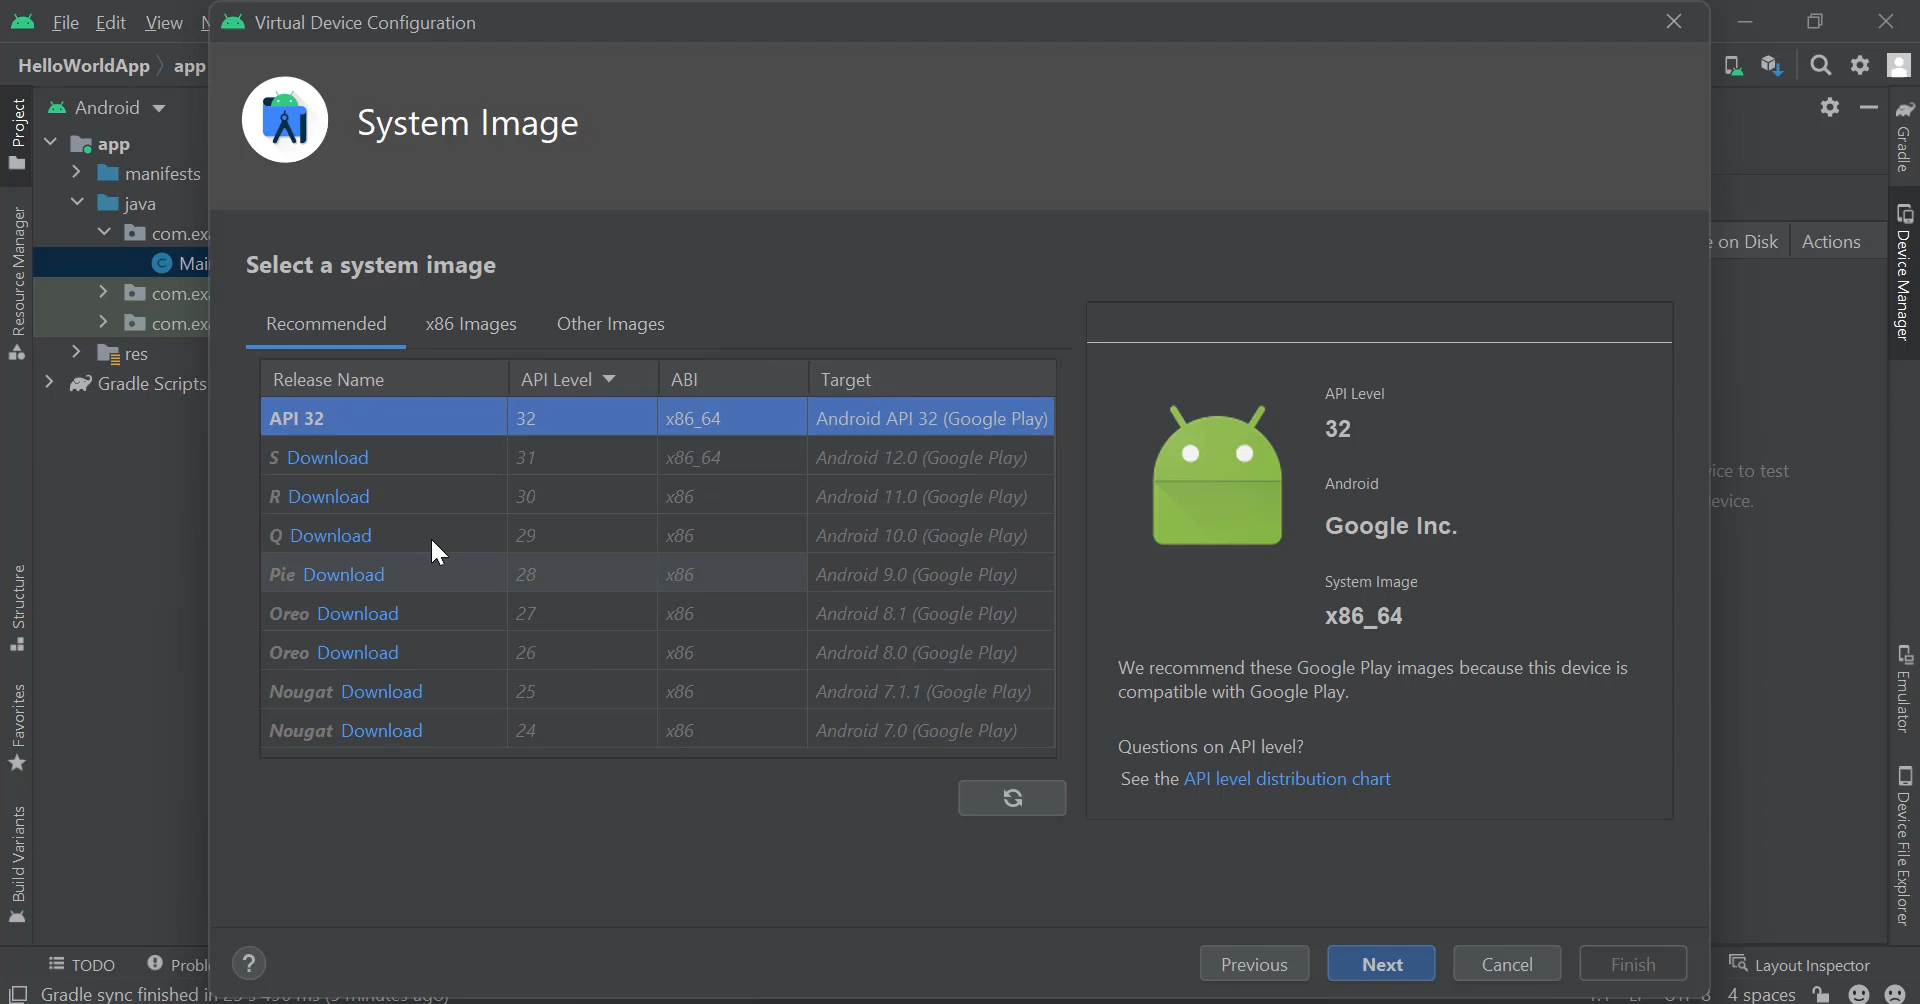 File Edit View
Virtual Device Configuration
HelloWorldApp app
Android
app
manifests
java
com.ex
Mai
com.ex
com.ex
res
Gradle Scripts
Project
Resource Manager
Structure
Favorites
Build Variants
System Image
Select a system image
Recommended x86 Images Other Images
Release Name API Level ABI Target
API 32 32 x86_64 Android API 32 (Google Play)
S Download 31 x86_64 Android 12.0 (Google Play)
R Download 30 x86 Android 11.0 (Google Play)
Q Download 29 x86 Android 10.0 (Google Play)
Pie Download 28 x86 Android 9.0 (Google Play)
Oreo Download 27 x86 Android 8.1 (Google Play)
Oreo Download 26 x86 Android 8.0 (Google Play)
Nougat Download 25 x86 Android 7.1.1 (Google Play)
Nougat Download 24 x86 Android 7.0 (Google Play)
API Level
32
Android
Google Inc.
System Image
x86_64
We recommend these Google Play images because this device is
compatible with Google Play.
Questions on API level?
See the API level distribution chart
? Previous Next Cancel Finish
e on Disk Actions
ice to test
evice.
Gradle
Device Manager
Emulator
Device File Explorer
TODO Probl
Layout Inspector
Gradle sync finished in
4 spaces